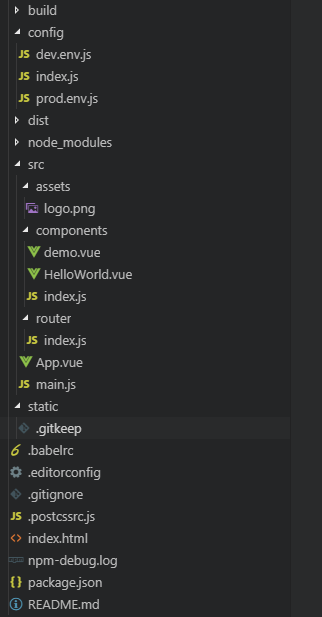 build
config
JS dev.env.js
JS index.js
JS prod.env.js
dist
node_modules
src
assets
logo.png
components
demo.vue
HelloWorld.vue
JS index.js
router
JS index.js
App.vue
JS main.js
static
.gitkeep
.babelrc
.editorconfig
.gitignore
JS .postcssrc.js
<> index.html
npm-debug.log
{} package.json
README.md